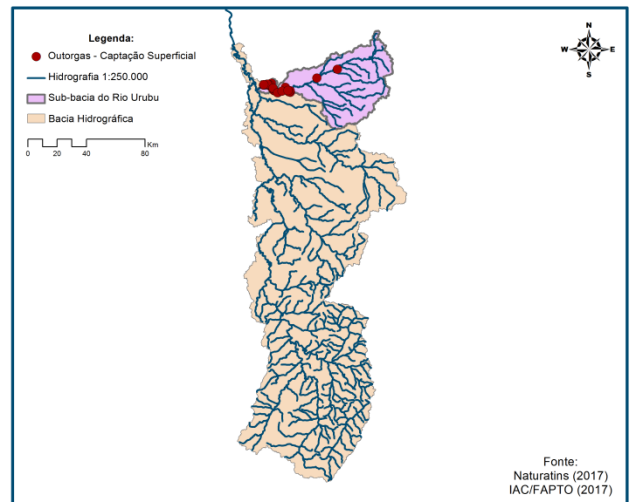 Legenda:
Outorgas - Captação Superficial
Hidrografia 1:250.000
Sub-bacia do Rio Urubu
Bacia Hidrográfica
Km
0 20 40 80
N
W E
S
Fonte:
Naturatins (2017)
IAC/FAPTO (2017)